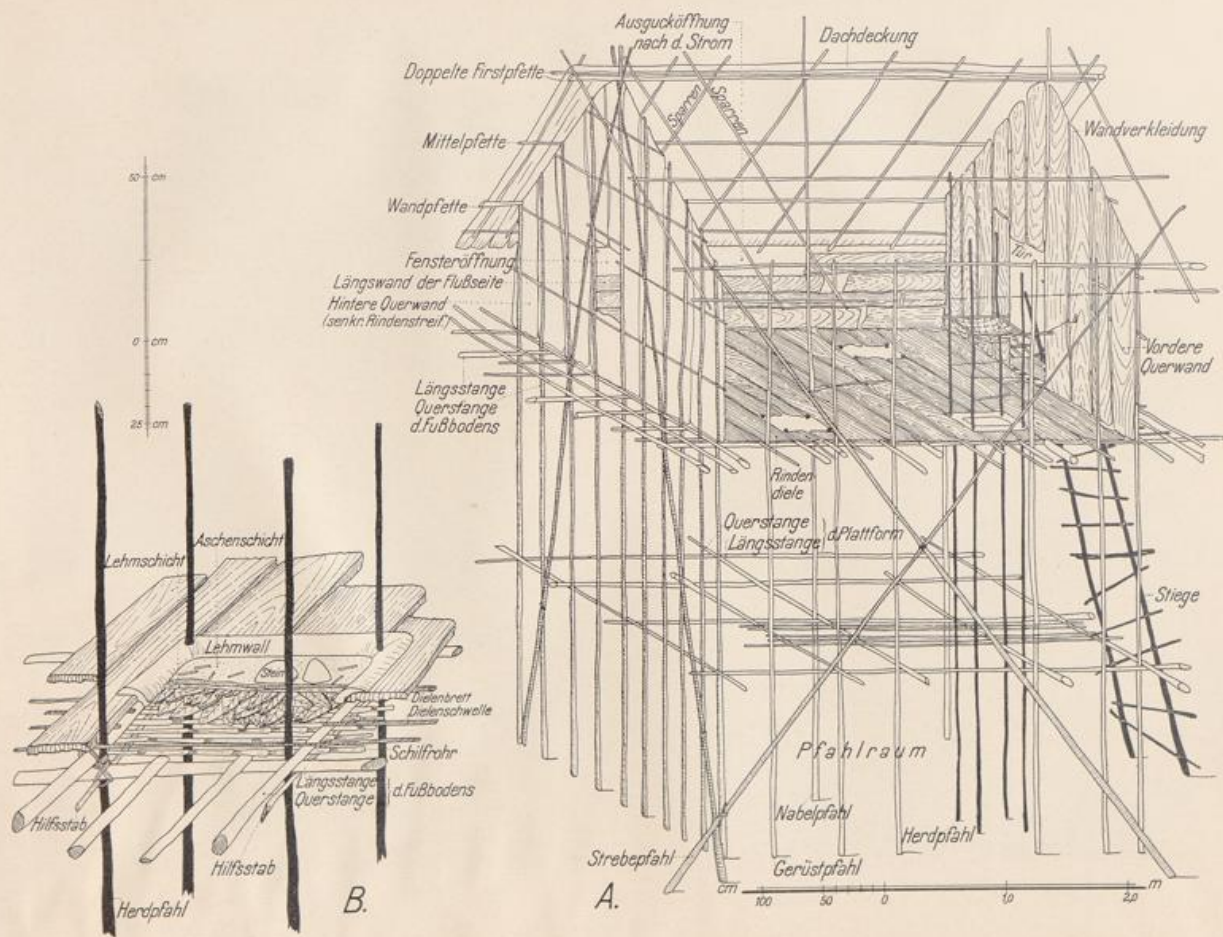 Ausgucköffnung
nach d. Strom
Dachdeckung
Doppelte Firstpfette
Sparren
Sparren
Wandverkleidung
Mittelpfette
Wandpfette
Tür
Fensteröffnung
Längswand der Flußseite
Hintere Querwand
(senkr. Rindenstreif.)
Vordere
Querwand
Längsstange
Querstange
d. Fußbodens
Rinden-
diele
Querstange
Längsstange } d. Plattform
Stiege
Pfahlraum
Nabelpfahl
Herdpfahl
Strebepfahl
Gerüstpfahl
A.
cm
100
50
0
1,0
2,0
m
50 cm
0 cm
25 cm
Lehmschicht
Aschenschicht
Lehmwall
Stein
Dielenbrett
Dielenschwelle
Schilfrohr
Längsstange
Querstange } d. Fußbodens
Hilfsstab
Hilfsstab
Herdpfahl
B.